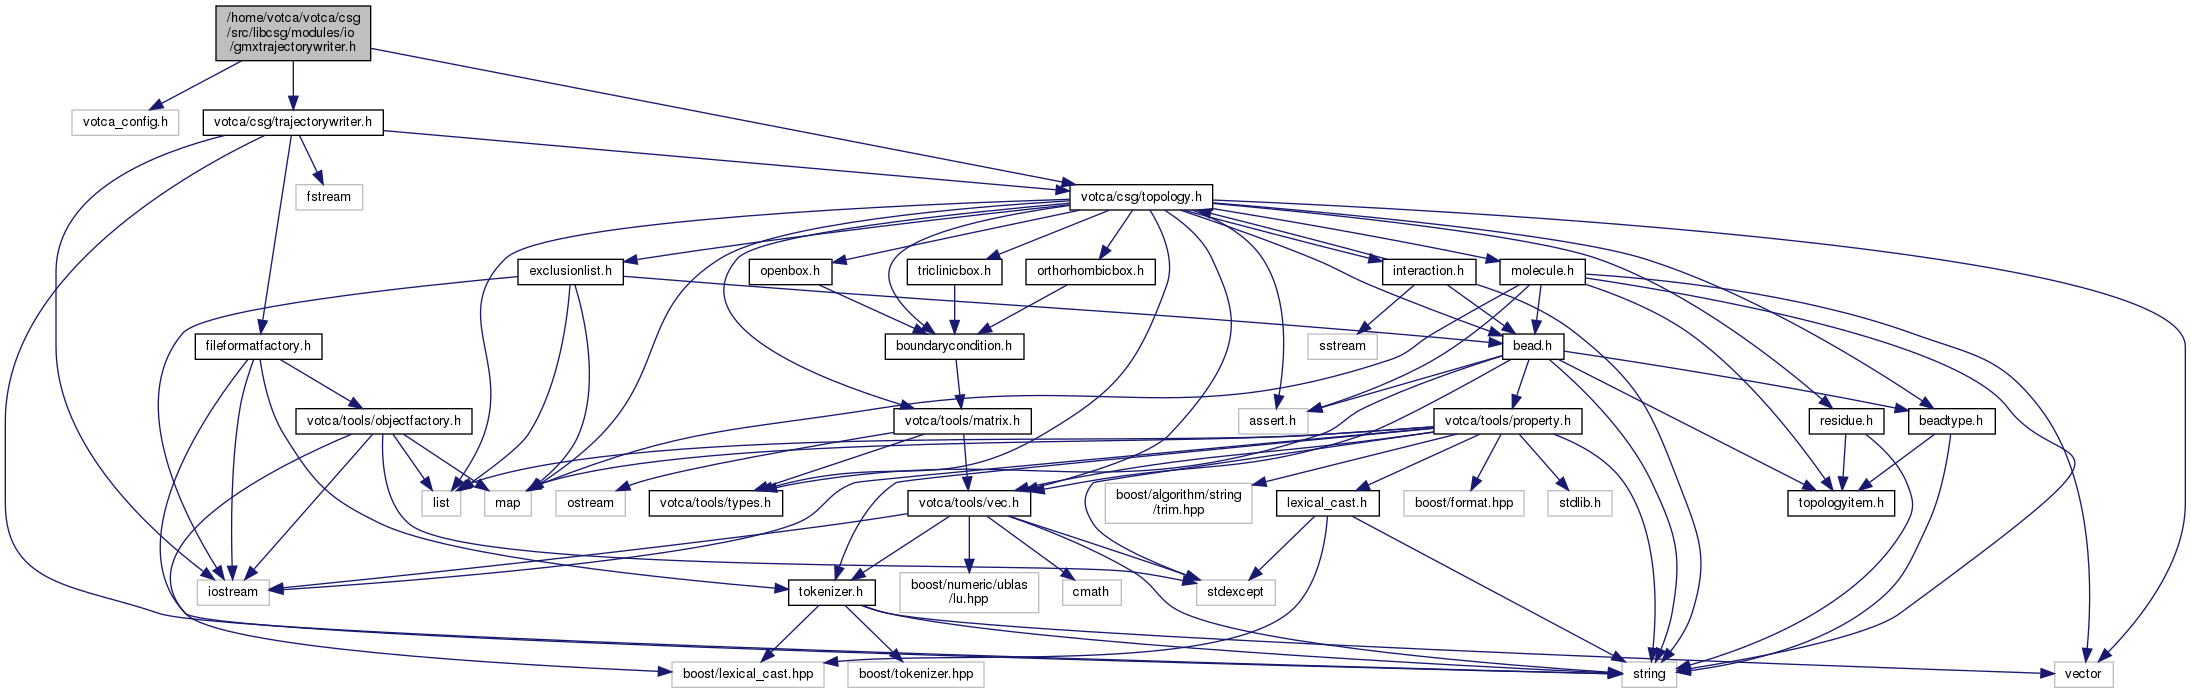 /home/votca/votca/csg
/src/libcsg/modules/io
/gmxtrajectorywriter.h
votca_config.h
votca/csg/trajectorywriter.h
fstream
votca/csg/topology.h
exclusionlist.h
openbox.h
triclinicbox.h
orthorhombicbox.h
interaction.h
molecule.h
fileformatfactory.h
boundarycondition.h
sstream
bead.h
votca/tools/objectfactory.h
votca/tools/matrix.h
assert.h
votca/tools/property.h
residue.h
beadtype.h
list
map
ostream
votca/tools/types.h
votca/tools/vec.h
boost/algorithm/string
/trim.hpp
lexical_cast.h
boost/format.hpp
stdlib.h
topologyitem.h
iostream
tokenizer.h
boost/numeric/ublas
/lu.hpp
cmath
stdexcept
boost/lexical_cast.hpp
boost/tokenizer.hpp
string
vector